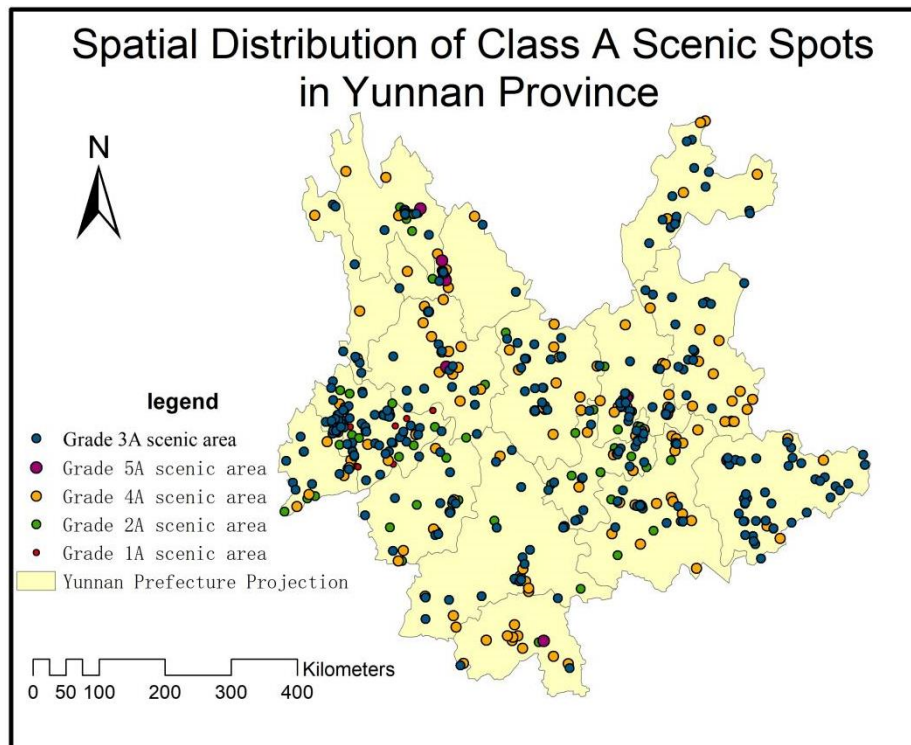 Spatial Distribution of Class A Scenic Spots
in Yunnan Province
N
legend
Grade 3A scenic area
Grade 5A scenic area
Grade 4A scenic area
Grade 2A scenic area
Grade 1A scenic area
Yunnan Prefecture Projection
Kilometers
0 50 100 200 300 400